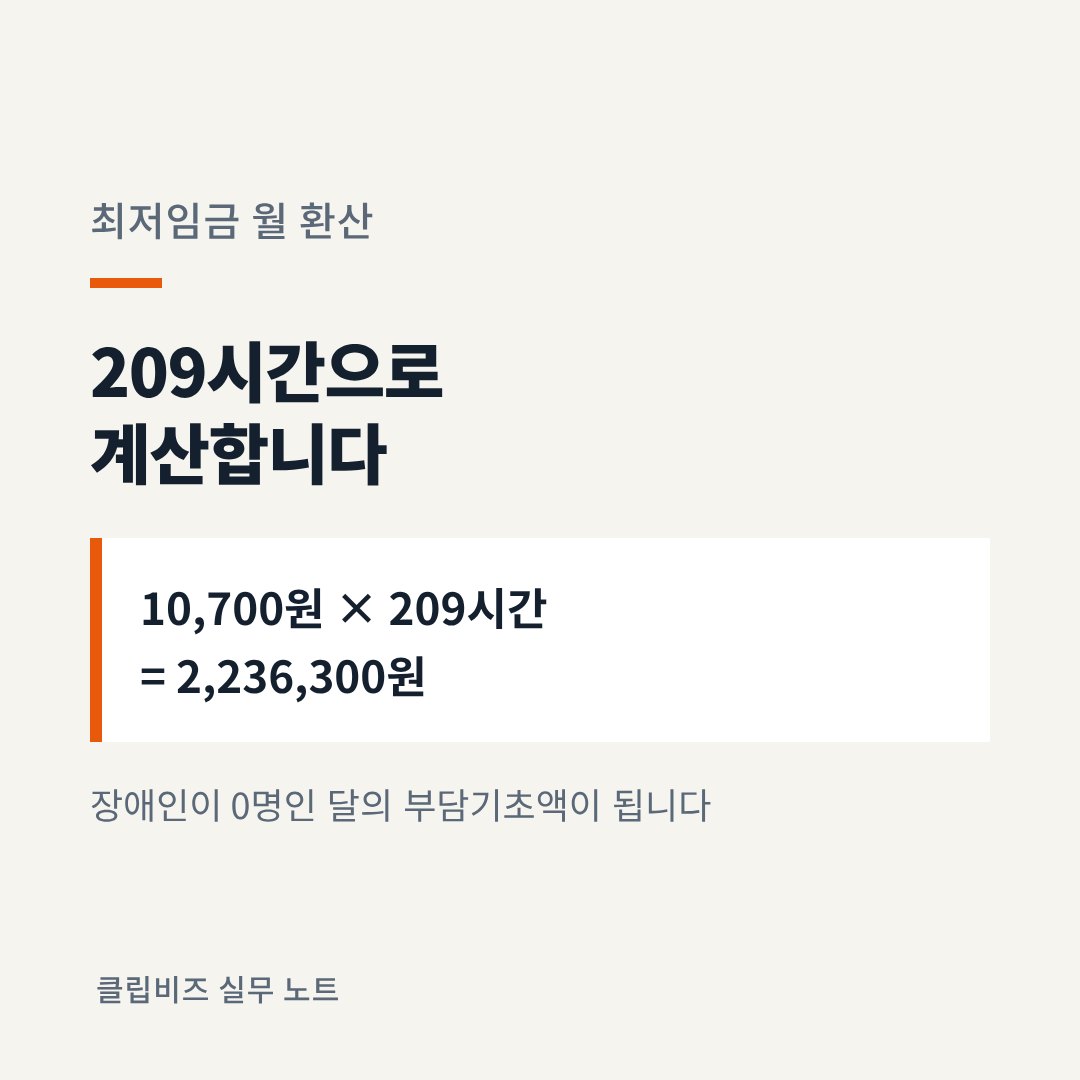 최저임금 월 환산
209시간으로
계산합니다
10,700원 × 209시간
= 2,236,300원
장애인이 0명인 달의 부담기초액이 됩니다
클립비즈 실무 노트